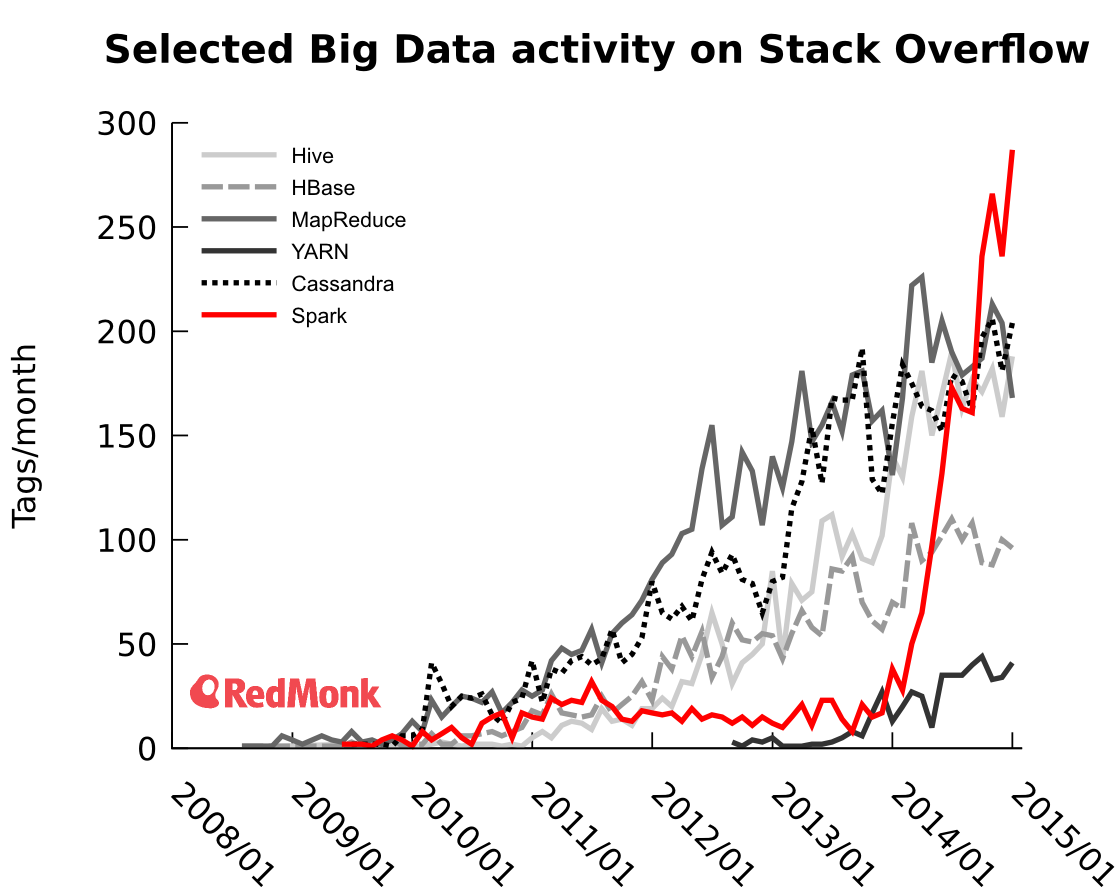 Selected Big Data activity on Stack Overflow
Tags/month
300
250
200
150
100
50
0
Hive
HBase
MapReduce
YARN
Cassandra
Spark
RedMonk
2008/01
2009/01
2010/01
2011/01
2012/01
2013/01
2014/01
2015/01